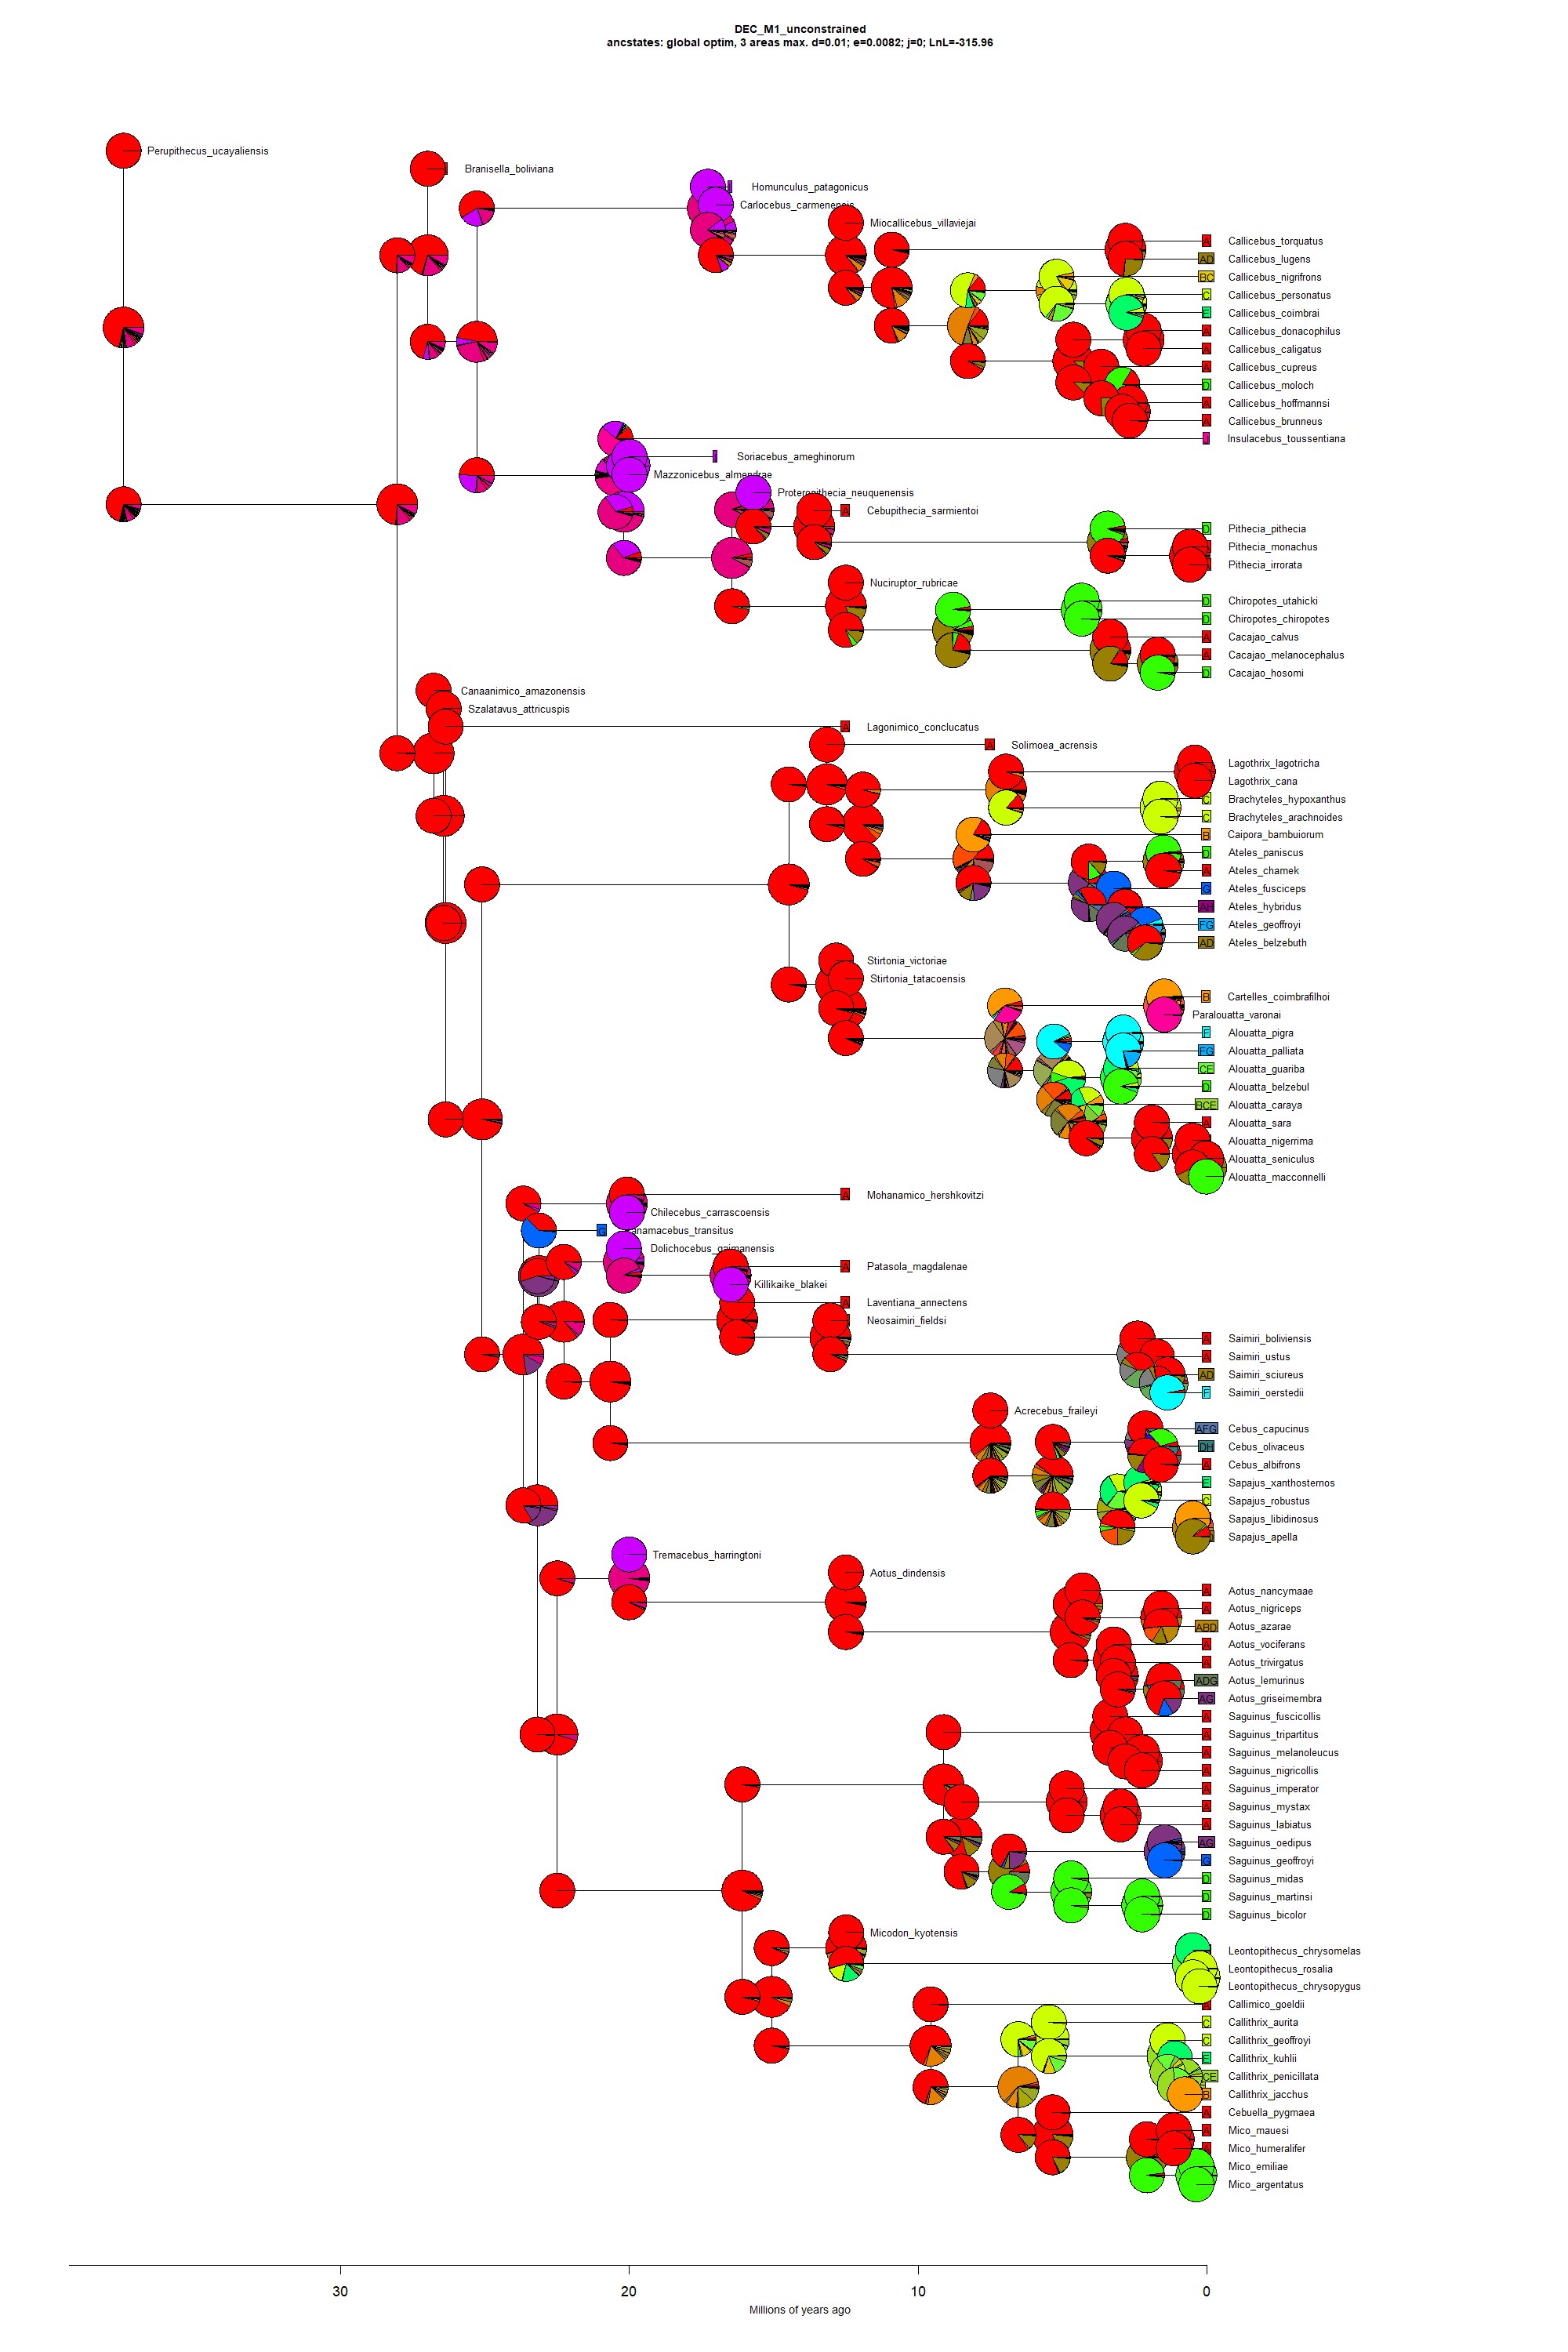 DEC_M1_unconstrained
ancstates: global optim, 3 areas max. d=0.01; e=0.0082; j=0; LnL=-315.96
Perupithecus_ucayaliensis
Branisella_boliviana
Homunculus_patagonicus
Carlocebus_carmenensis
Miocallicebus_villaviejai
A Callicebus_torquatus
AD Callicebus_lugens
BC Callicebus_nigrifrons
C Callicebus_personatus
E Callicebus_coimbrai
A Callicebus_donacophilus
A Callicebus_caligatus
A Callicebus_cupreus
D Callicebus_moloch
A Callicebus_hoffmannsi
A Callicebus_brunneus
Insulacebus_toussentiana
Soriacebus_ameghinorum
Mazzonicebus_almendrae
Proteropithecia_neuquenensis
A Cebupithecia_sarmientoi
D Pithecia_pithecia
Pithecia_monachus
Pithecia_irrorata
Nuciruptor_rubricae
D Chiropotes_utahicki
D Chiropotes_chiropotes
A Cacajao_calvus
A Cacajao_melanocephalus
D Cacajao_hosomi
Canaanimico_amazonensis
Szalatavus_attricuspis
A Lagonimico_conclucatus
A Solimoea_acrensis
Lagothrix_lagotricha
Lagothrix_cana
C Brachyteles_hypoxanthus
C Brachyteles_arachnoides
B Caipora_bambuiorum
D Ateles_paniscus
A Ateles_chamek
G Ateles_fusciceps
AH Ateles_hybridus
FG Ateles_geoffroyi
AD Ateles_belzebuth
Stirtonia_victoriae
Stirtonia_tatacoensis
B Cartelles_coimbrafilhoi
Paralouatta_varonai
F Alouatta_pigra
FG Alouatta_palliata
CE Alouatta_guariba
D Alouatta_belzebul
BCE Alouatta_caraya
A Alouatta_sara
Alouatta_nigerrima
Alouatta_seniculus
Alouatta_macconnelli
A Mohanamico_hershkovitzi
Chilecebus_carrascoensis
G anamacebus_transitus
Dolichocebus_gaimanensis
A Patasola_magdalenae
Killikaike_blakei
A Laventiana_annectens
Neosaimiri_fieldsi
A Saimiri_boliviensis
A Saimiri_ustus
AD Saimiri_sciureus
F Saimiri_oerstedii
Acrecebus_fraileyi
AFG Cebus_capucinus
DH Cebus_olivaceus
A Cebus_albifrons
E Sapajus_xanthosternos
C Sapajus_robustus
Sapajus_libidinosus
Sapajus_apella
Tremacebus_harringtoni
Aotus_dindensis
A Aotus_nancymaae
A Aotus_nigriceps
ABD Aotus_azarae
A Aotus_vociferans
A Aotus_trivirgatus
ADG Aotus_lemurinus
AG Aotus_griseimembra
A Saguinus_fuscicollis
A Saguinus_tripartitus
A Saguinus_melanoleucus
A Saguinus_nigricollis
A Saguinus_imperator
A Saguinus_mystax
A Saguinus_labiatus
AG Saguinus_oedipus
G Saguinus_geoffroyi
D Saguinus_midas
D Saguinus_martinsi
D Saguinus_bicolor
Micodon_kyotensis
Leontopithecus_chrysomelas
Leontopithecus_rosalia
Leontopithecus_chrysopygus
A Callimico_goeldii
C Callithrix_aurita
C Callithrix_geoffroyi
E Callithrix_kuhlii
CE Callithrix_penicillata
B Callithrix_jacchus
A Cebuella_pygmaea
A Mico_mauesi
A Mico_humeralifer
Mico_emiliae
Mico_argentatus
30 20 10 0
Millions of years ago